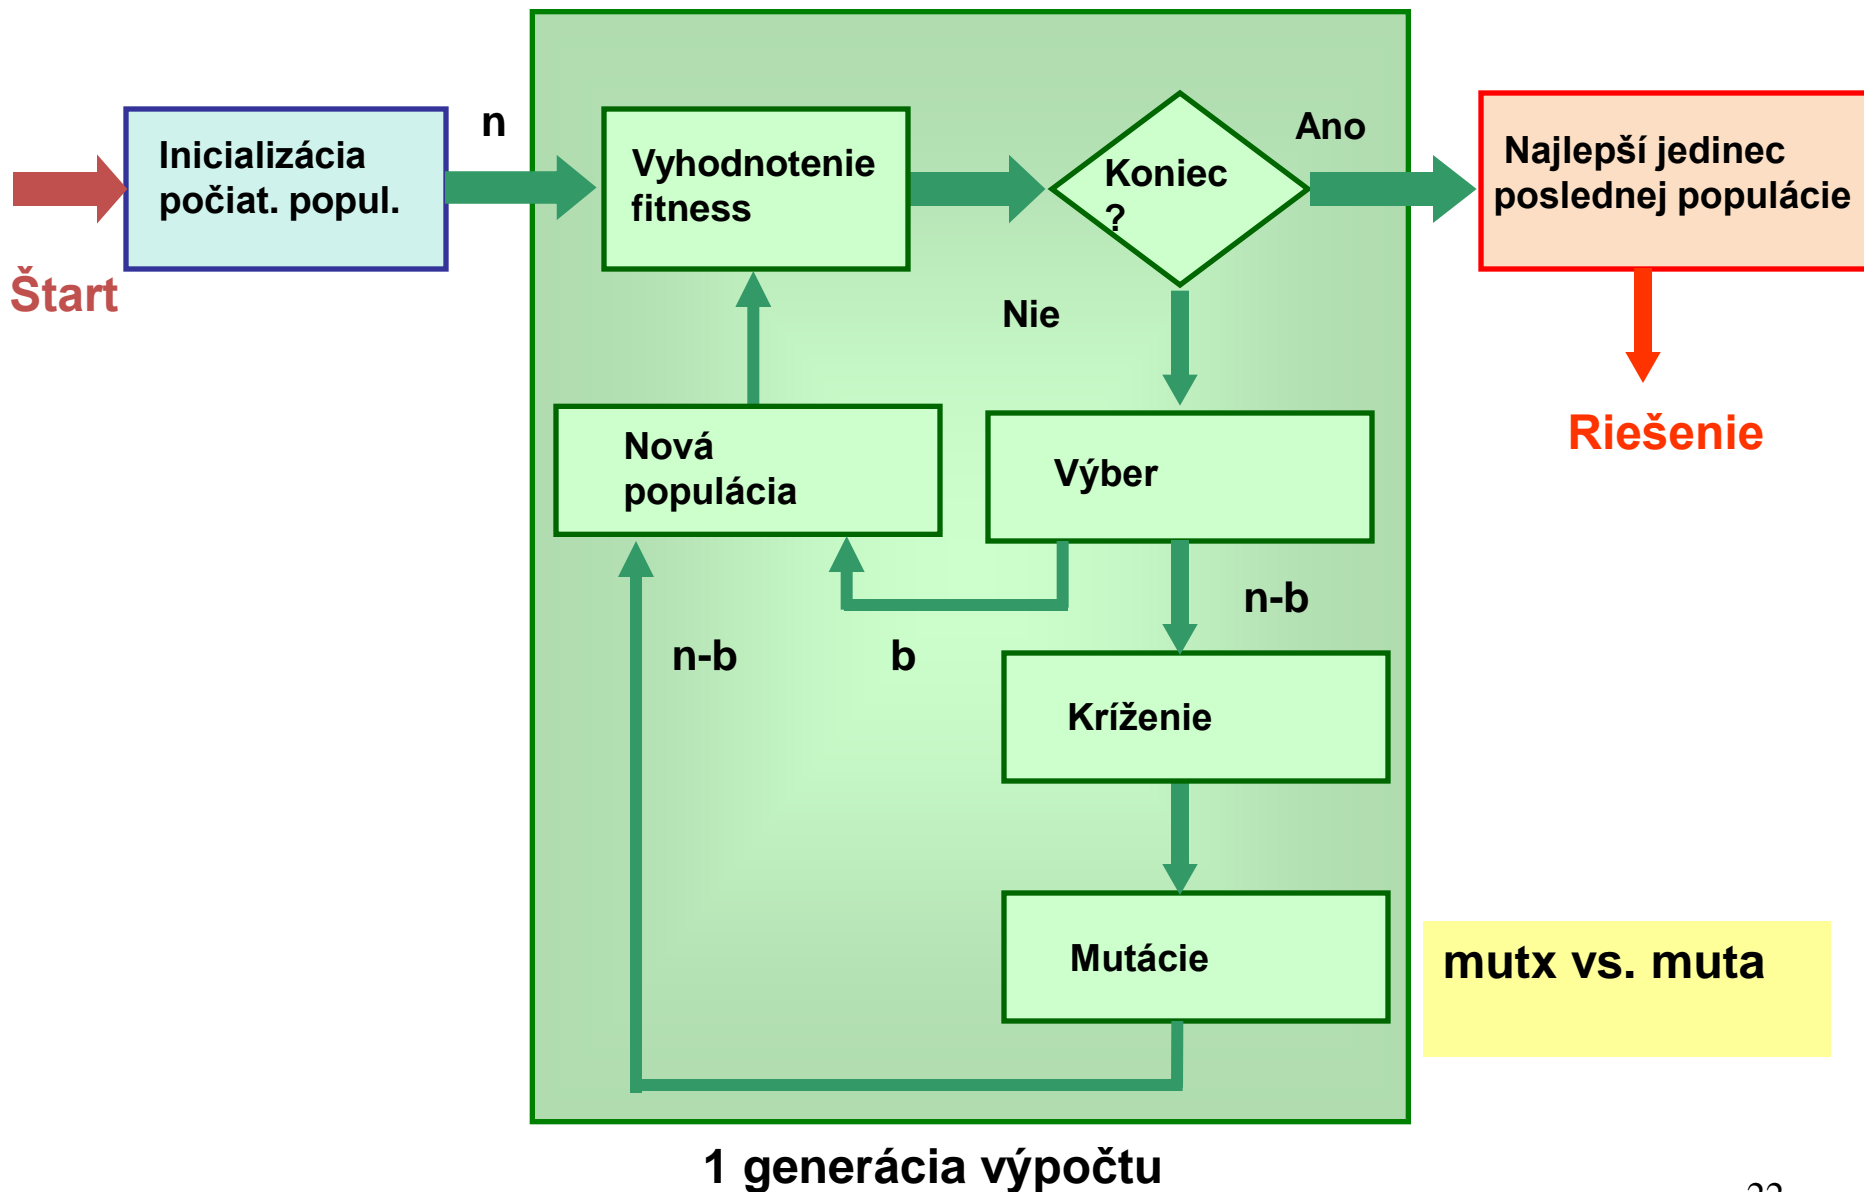 Štart
Inicializácia
počiat. popul.
n
Vyhodnotenie
fitness
Koniec
?
Ano
Najlepší jedinec
poslednej populácie
Nie
Riešenie
Nová
populácia
Výber
n-b
b
n-b
Kríženie
Mutácie
mutx vs. muta
1 generácia výpočtu
22